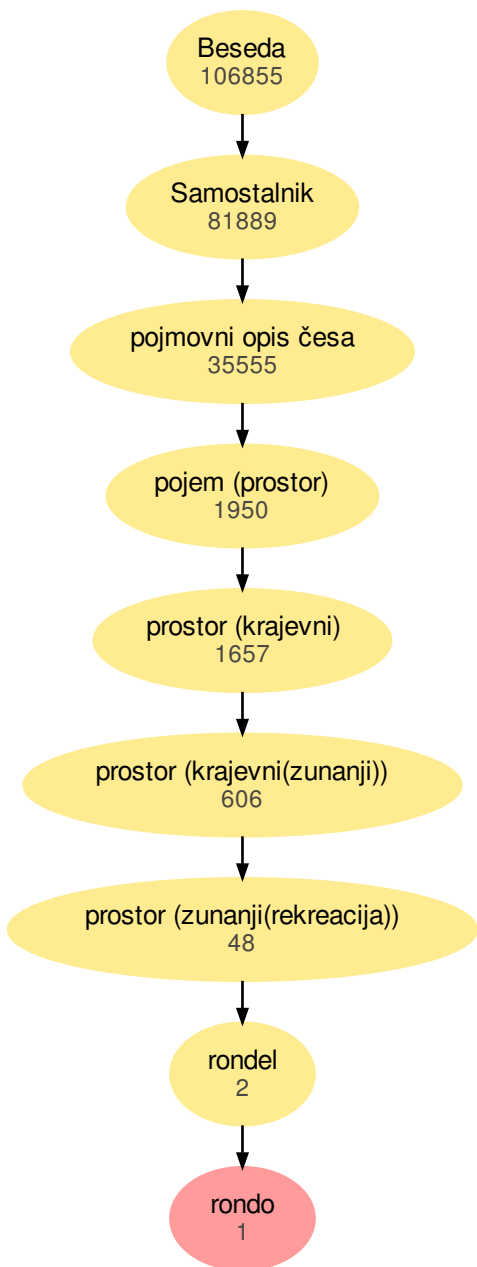 Beseda
106855
Samostalnik
81889
pojmovni opis česa
35555
pojem (prostor)
1950
prostor (krajevni)
1657
prostor (krajevni(zunanji))
606
prostor (zunanji(rekreacija))
48
rondel
2
rondo
1